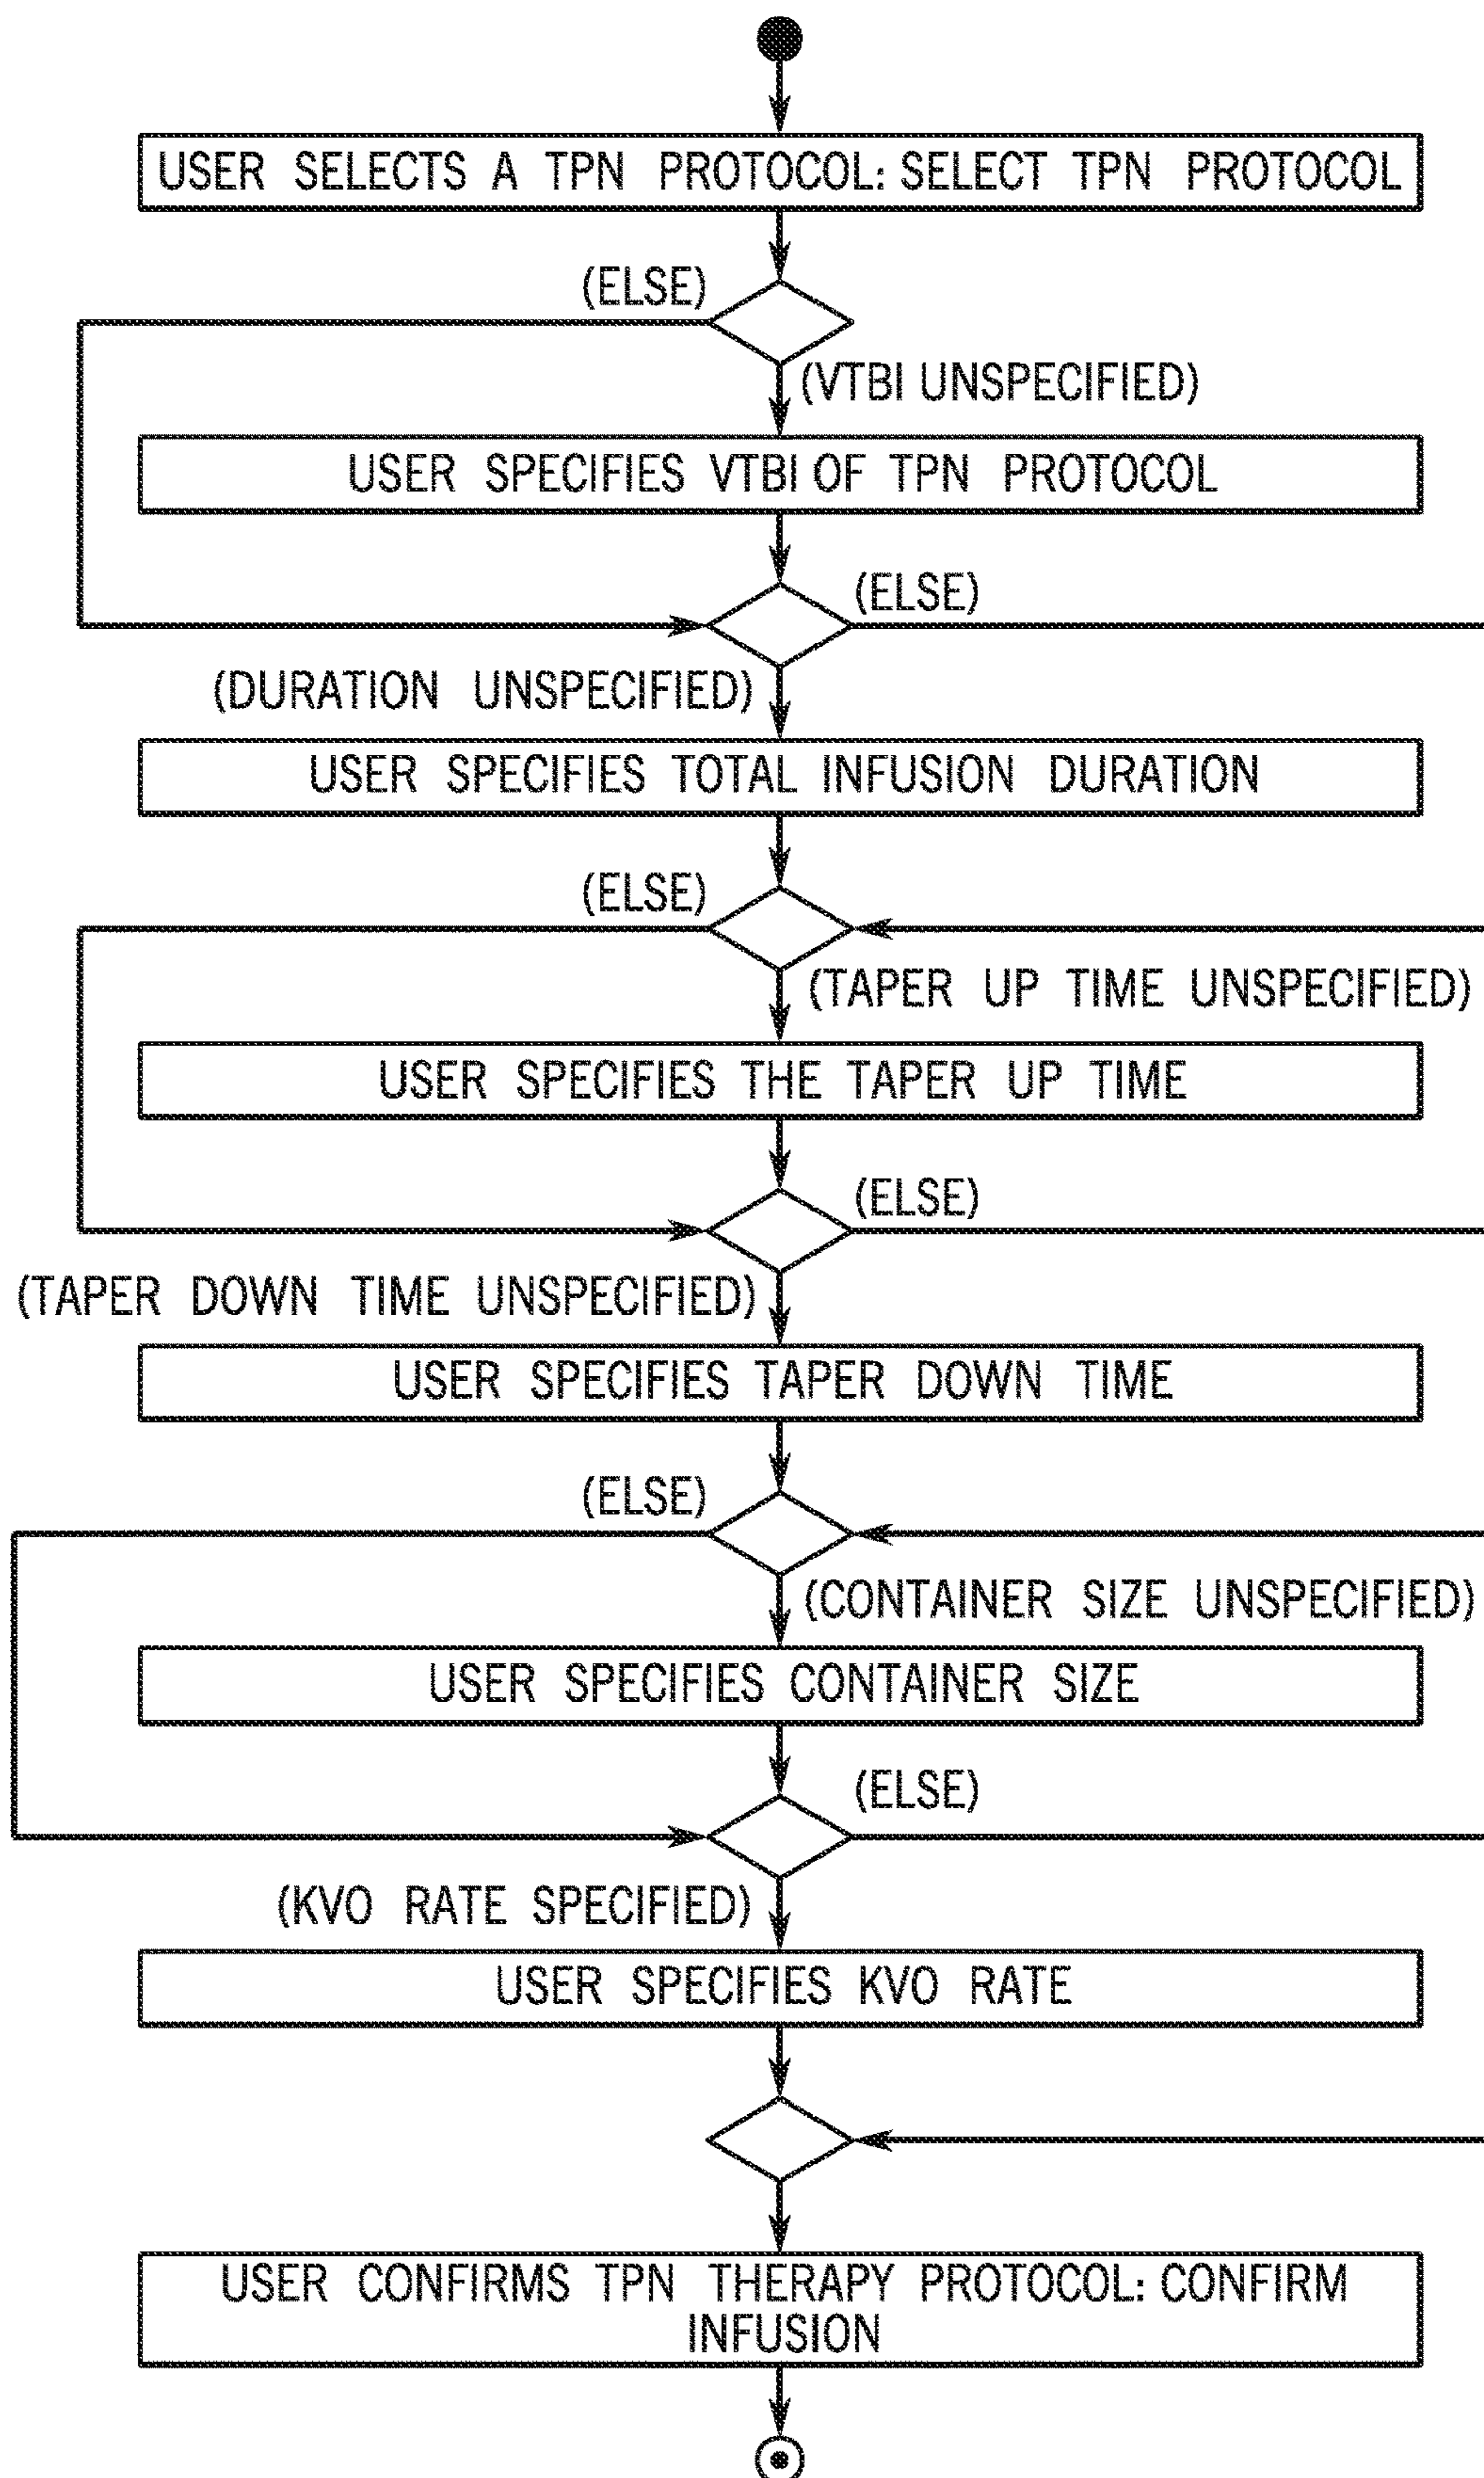 USER SELECTS A TPN PROTOCOL: SELECT TPN PROTOCOL
(ELSE)
(VTBI UNSPECIFIED)
USER SPECIFIES VTBI OF TPN PROTOCOL
(ELSE)
(DURATION UNSPECIFIED)
USER SPECIFIES TOTAL INFUSION DURATION
(ELSE)
(TAPER UP TIME UNSPECIFIED)
USER SPECIFIES THE TAPER UP TIME
(ELSE)
(TAPER DOWN TIME UNSPECIFIED)
USER SPECIFIES TAPER DOWN TIME
(ELSE)
(CONTAINER SIZE UNSPECIFIED)
USER SPECIFIES CONTAINER SIZE
(ELSE)
(KVO RATE SPECIFIED)
USER SPECIFIES KVO RATE
USER CONFIRMS TPN THERAPY PROTOCOL: CONFIRM
INFUSION